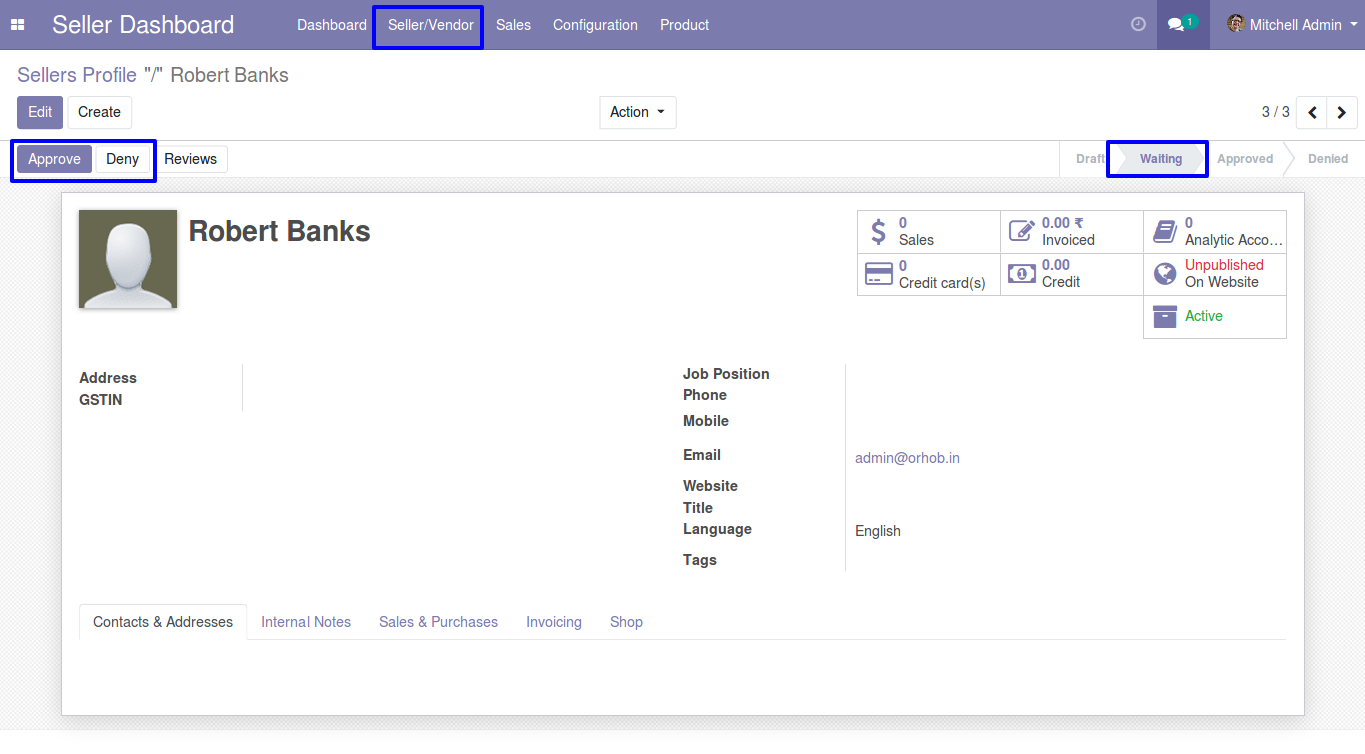 Seller Dashboard Dashboard Seller/Vendor Sales Configuration Product 1 Mitchell Admin
Sellers Profile "/" Robert Banks
Edit Create Action 3 / 3
Approve Deny Reviews Draft Waiting Approved Denied
Robert Banks
0
Sales
0.00 ₹
Invoiced
0
Analytic Acco...
0
Credit card(s)
0.00
Credit
Unpublished
On Website
Active
Address
GSTIN
Job Position
Phone
Mobile
Email admin@orhob.in
Website
Title
Language English
Tags
Contacts & Addresses Internal Notes Sales & Purchases Invoicing Shop